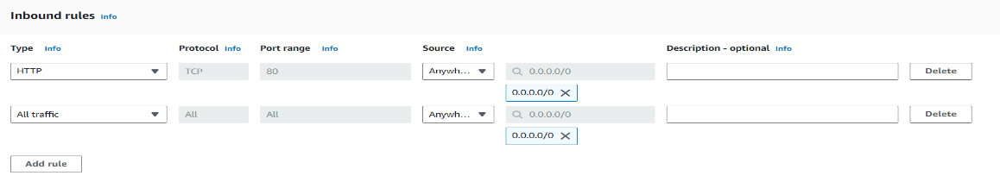 Inbound rules Info
Type Info Protocol Info Port range Info Source Info Description - optional Info
HTTP TCP 80 Anywh... 0.0.0.0/0 Delete
0.0.0.0/0
All traffic All All Anywh... 0.0.0.0/0 Delete
0.0.0.0/0
Add rule